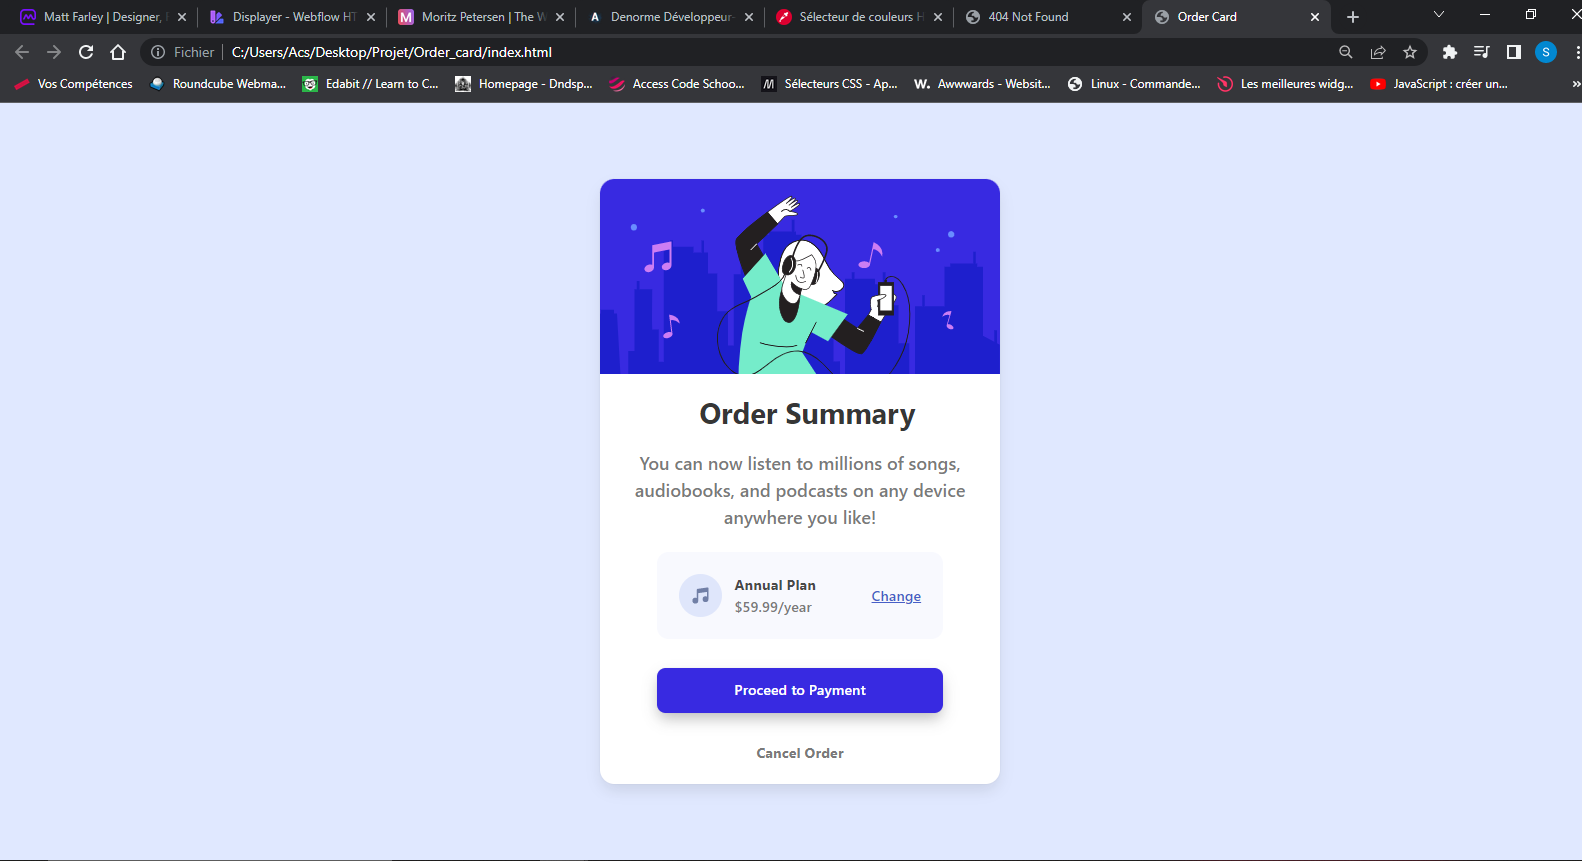 Matt Farley | Designer,
Displayer - Webflow HT
Moritz Petersen | The W
Denorme Développeur-
Sélecteur de couleurs H
404 Not Found
Order Card
Fichier
C:/Users/Acs/Desktop/Projet/Order_card/index.html
S
Vos Compétences
Roundcube Webma...
Edabit // Learn to C...
Homepage - Dndsp...
Access Code Schoo...
Sélecteurs CSS - Ap...
W. Awwwards - Websit...
Linux - Commande...
Les meilleures widg...
JavaScript : créer un...
Order Summary
You can now listen to millions of songs,
audiobooks, and podcasts on any device
anywhere you like!
Annual Plan
$59.99/year
Change
Proceed to Payment
Cancel Order